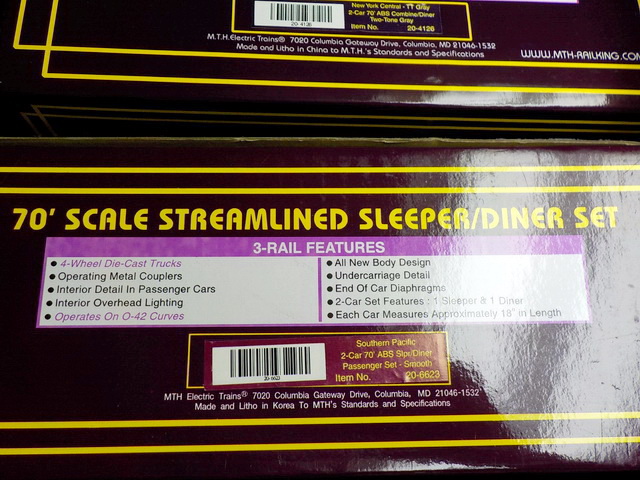 New York Central - TT Gray
2-Car 70' ABS Combine/Diner
Two-Tone Gray
20-4126
Item No. 20-4126
M.T.H. Electric Trains® 7020 Columbia Gateway Drive, Columbia, MD 21046-1532
Made and Litho in China to M.T.H.'s Standards and Specifications
WWW.MTH-RAILKING.COM
70' SCALE STREAMLINED SLEEPER/DINER SET
3-RAIL FEATURES
● 4-Wheel Die-Cast Trucks
● Operating Metal Couplers
● Interior Detail In Passenger Cars
● Interior Overhead Lighting
● Operates On O-42 Curves
● All New Body Design
● Undercarriage Detail
● End Of Car Diaphragms
● 2-Car Set Features : 1 Sleeper & 1 Diner
● Each Car Measures Approximately 18" in Length
Southern Pacific
2-Car 70' ABS Slpr/Diner
Passenger Set - Smooth
20-6623
Item No. 20-6623
MTH Electric Trains® 7020 Columbia Gateway Drive, Columbia, MD 21046-1532
Made and Litho in Korea To MTH's Standards and Specifications